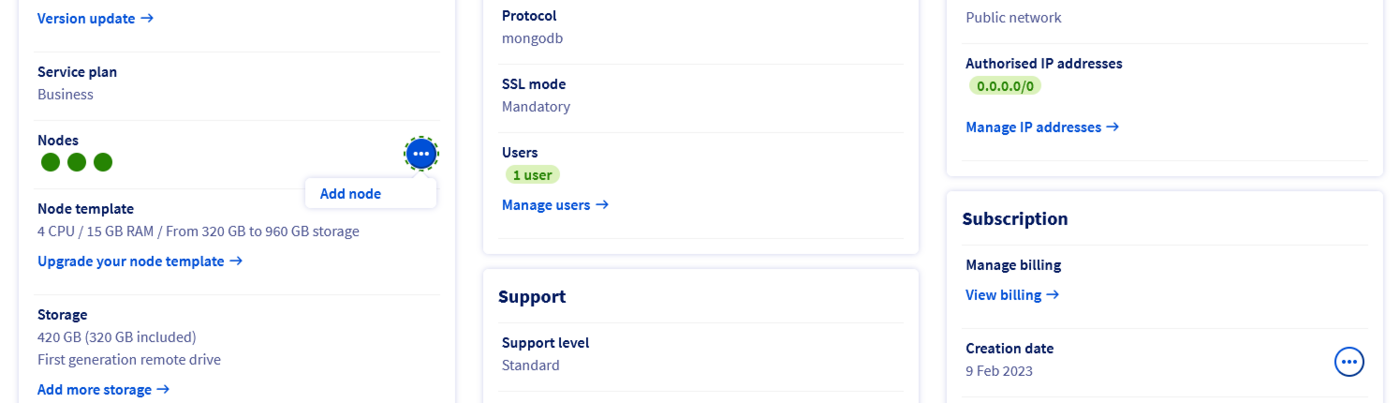 Version update →
Service plan
Business
Nodes
Add node
Node template
4 CPU / 15 GB RAM / From 320 GB to 960 GB storage
Upgrade your node template →
Storage
420 GB (320 GB included)
First generation remote drive
Add more storage →
Protocol
mongodb
SSL mode
Mandatory
Users
1 user
Manage users →
Support
Support level
Standard
Public network
Authorised IP addresses
0.0.0.0/0
Manage IP addresses →
Subscription
Manage billing
View billing →
Creation date
9 Feb 2023